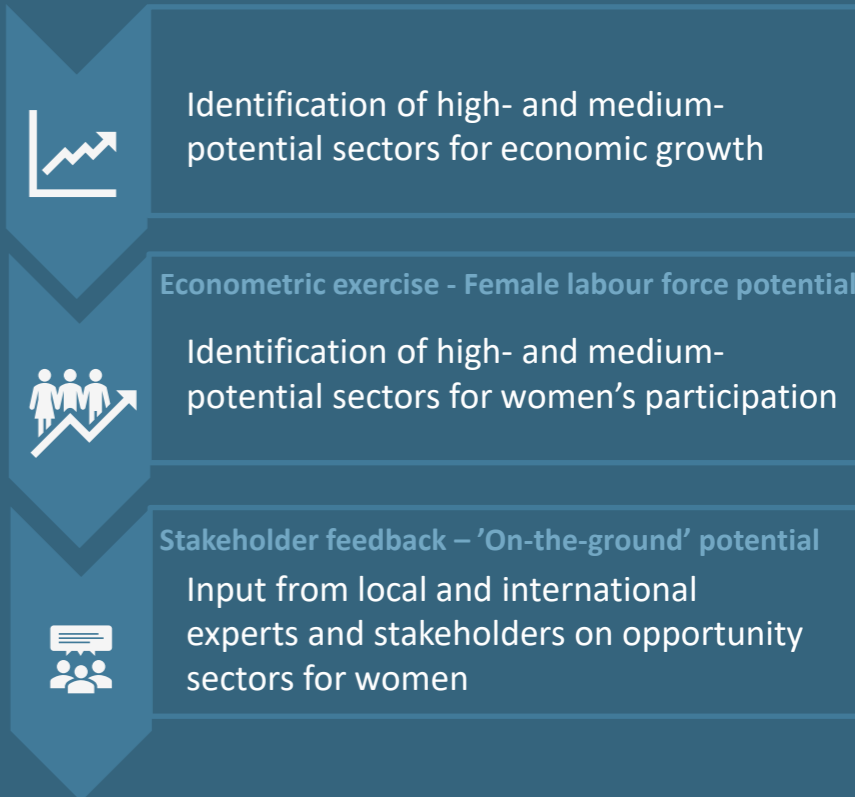 Identification of high- and medium-
potential sectors for economic growth
Econometric exercise - Female labour force potential
Identification of high- and medium-
potential sectors for women’s participation
Stakeholder feedback – ’On-the-ground’ potential
Input from local and international
experts and stakeholders on opportunity
sectors for women